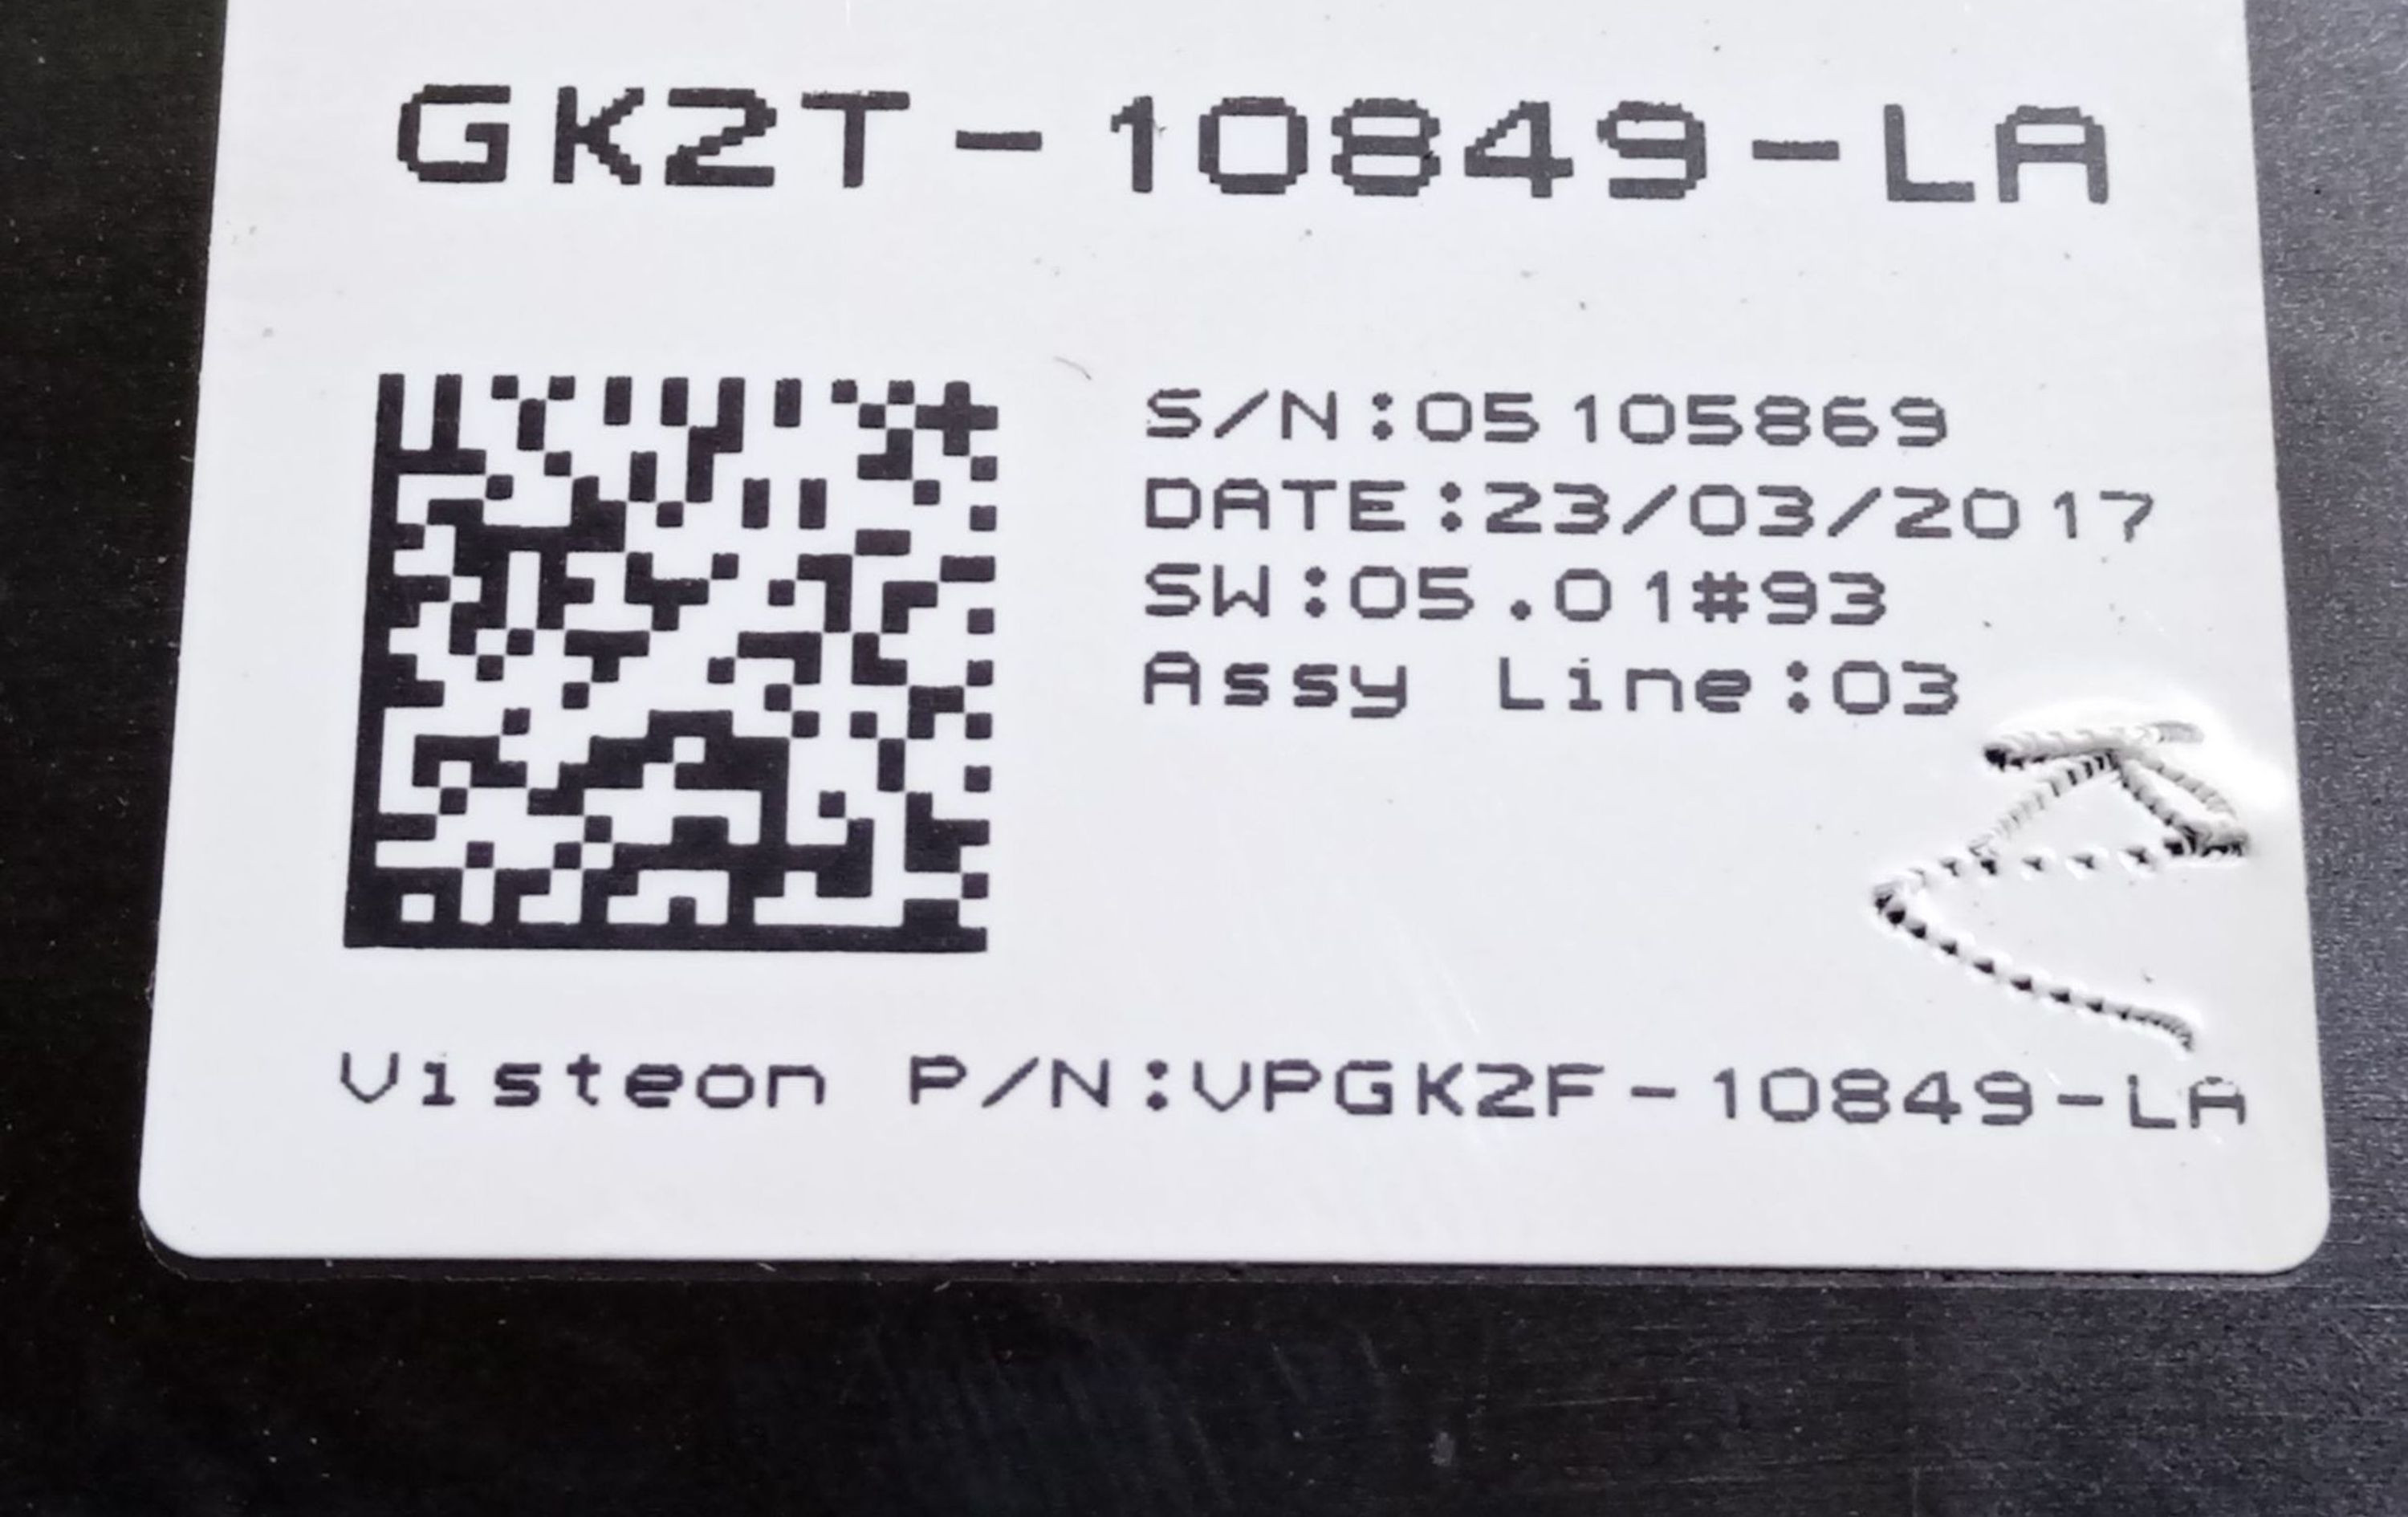 GK2T-10849-LA
S/N:05105869
DATE:23/03/2017
SW:05.01#93
Assy Line:03
Visteon P/N:VPGK2F-10849-LA